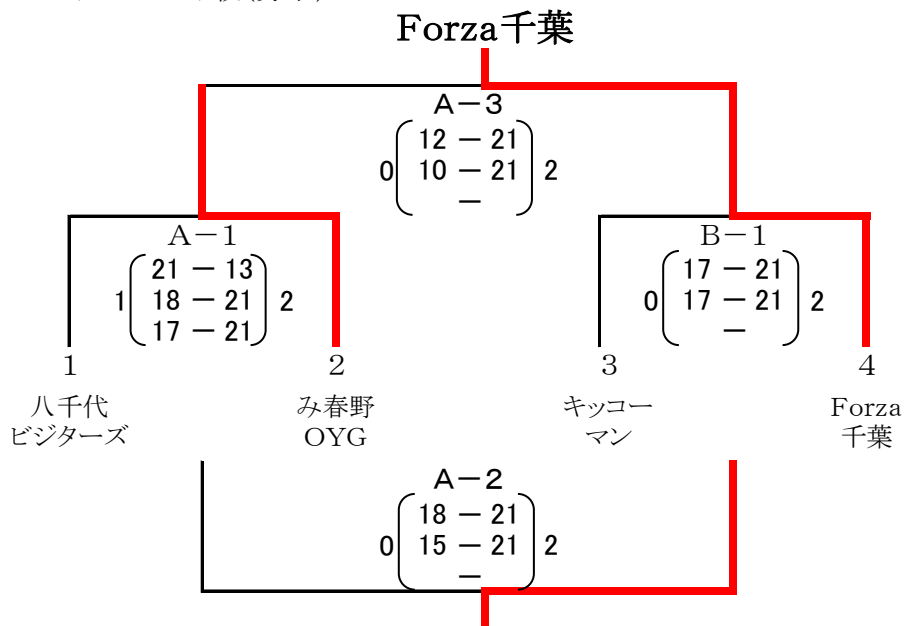 Forza千葉
A－3
12 － 21
0 10 － 21 2
－
A－1
21 － 13
1 18 － 21 2
17 － 21
B－1
17 － 21
0 17 － 21 2
－
1
2
3
4
八千代
ビジターズ
み春野
OYG
キッコー
マン
Forza
千葉
A－2
18 － 21
0 15 － 21 2
－